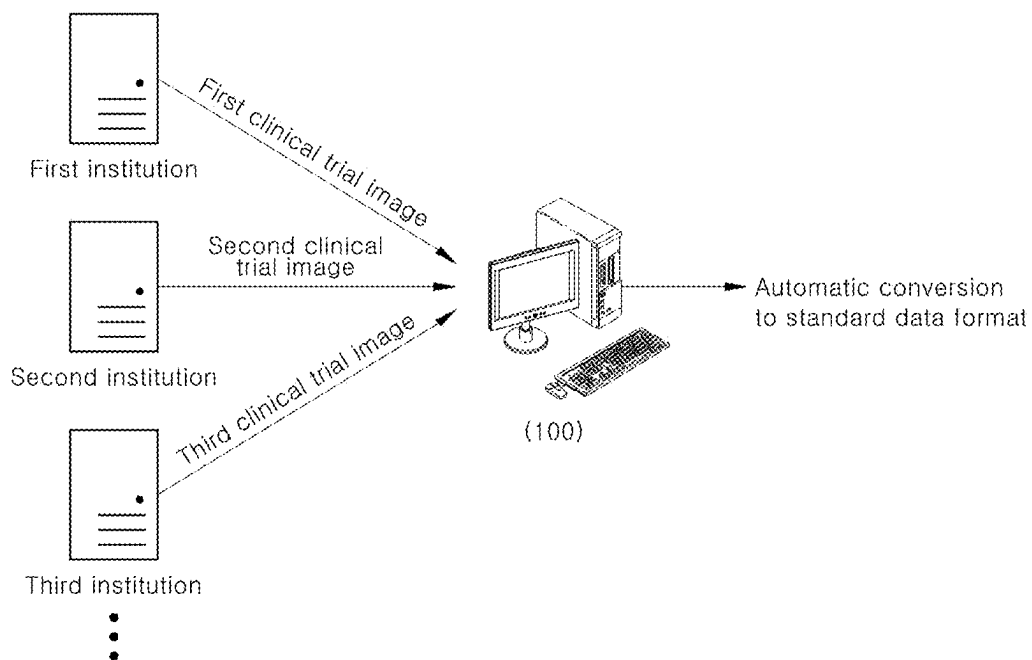 First clinical trial image
First institution
Second clinical
trial image
Automatic conversion
to standard data format
Second institution
Third clinical trial image
(100)
Third institution